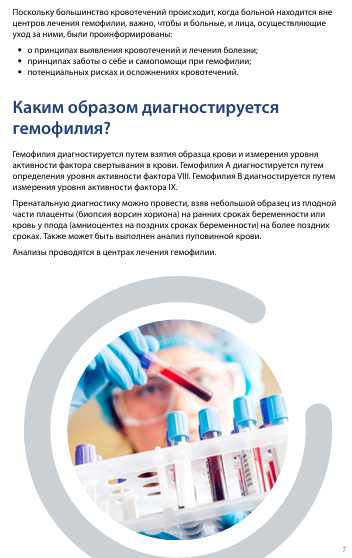 Поскольку большинство кровотечений происходит, когда больной находится вне
центров лечения гемофилии, важно, чтобы и больные, и лица, осуществляющие
уход за ними, были проинформированы:
• о принципах выявления кровотечений и лечения болезни;
• принципах заботы о себе и самопомощи при гемофилии;
• потенциальных рисках и осложнениях кровотечений.
Каким образом диагностируется
гемофилия?
Гемофилия диагностируется путем взятия образца крови и измерения уровня
активности фактора свертывания в крови. Гемофилия А диагностируется путем
определения уровня активности фактора VIII. Гемофилия В диагностируется путем
измерения уровня активности фактора IX.
Пренатальную диагностику можно провести, взяв небольшой образец из плодной
части плаценты (биопсия ворсин хориона) на ранних сроках беременности или
кровь у плода (амниоцентез на поздних сроках беременности) на более поздних
сроках. Также может быть выполнен анализ пуповинной крови.
Анализы проводятся в центрах лечения гемофилии.
7